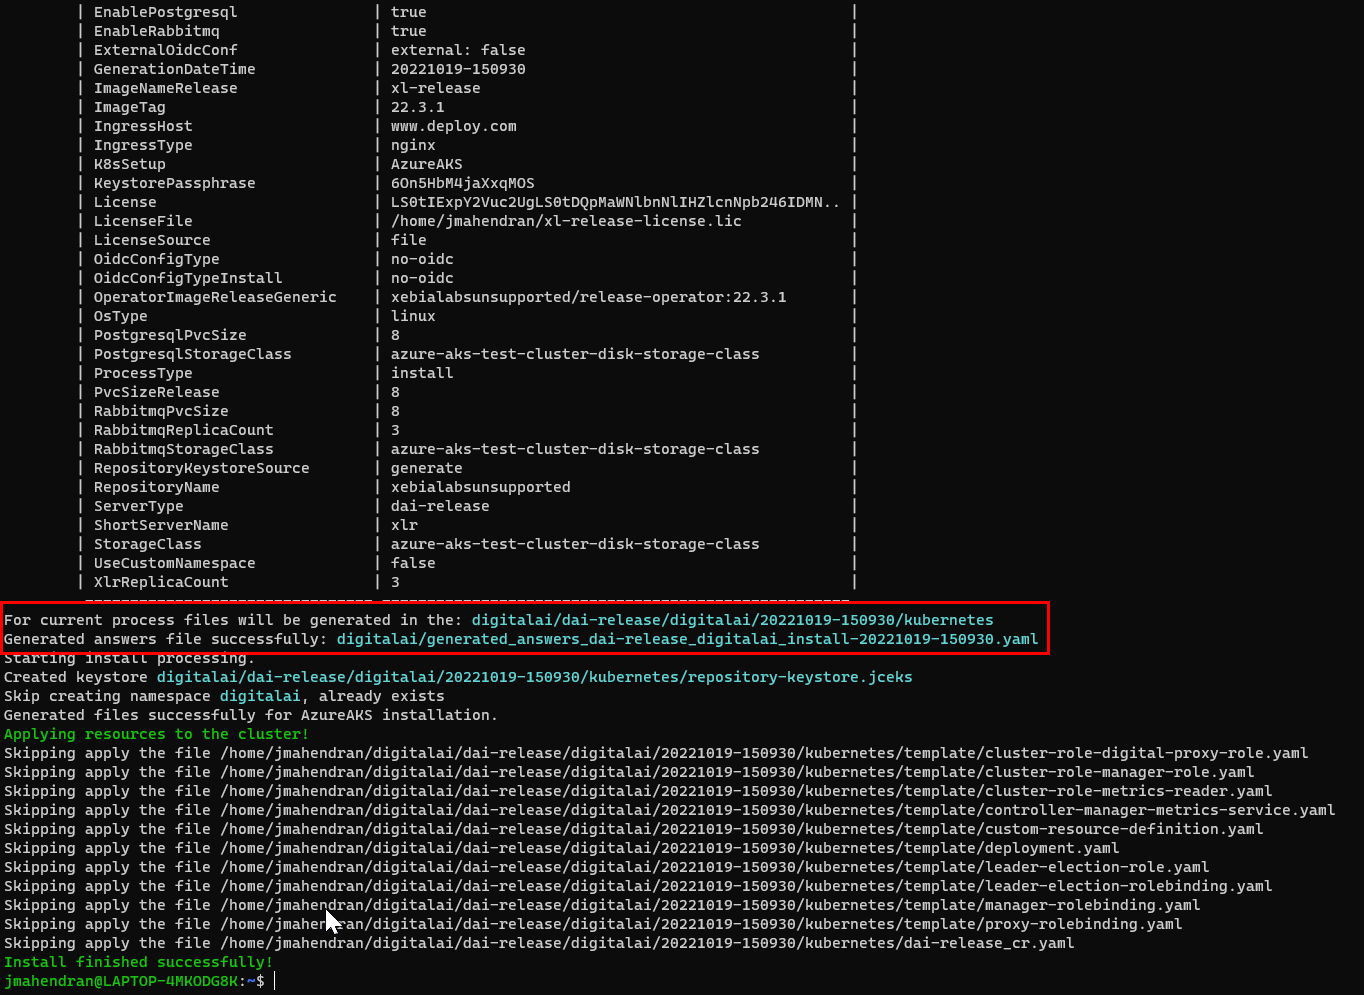 | EnablePostgresql | true |
| EnableRabbitmq | true |
| ExternalOidcConf | external: false |
| GenerationDateTime | 20221019-150930 |
| ImageNameRelease | xl-release |
| ImageTag | 22.3.1 |
| IngressHost | www.deploy.com |
| IngressType | nginx |
| K8sSetup | AzureAKS |
| KeystorePassphrase | 6On5HbM4jaXxqMOS |
| License | LS0tIExpY2Vuc2UgLS0tDQpMaWNlbnNlIHZlcnNpb246IDMN.. |
| LicenseFile | /home/jmahendran/xl-release-license.lic |
| LicenseSource | file |
| OidcConfigType | no-oidc |
| OidcConfigTypeInstall | no-oidc |
| OperatorImageReleaseGeneric | xebialabsunsupported/release-operator:22.3.1 |
| OsType | linux |
| PostgresqlPvcSize | 8 |
| PostgresqlStorageClass | azure-aks-test-cluster-disk-storage-class |
| ProcessType | install |
| PvcSizeRelease | 8 |
| RabbitmqPvcSize | 8 |
| RabbitmqReplicaCount | 3 |
| RabbitmqStorageClass | azure-aks-test-cluster-disk-storage-class |
| RepositoryKeystoreSource | generate |
| RepositoryName | xebialabsunsupported |
| ServerType | dai-release |
| ShortServerName | xlr |
| StorageClass | azure-aks-test-cluster-disk-storage-class |
| UseCustomNamespace | false |
| XlrReplicaCount | 3 |
For current process files will be generated in the: digitalai/dai-release/digitalai/20221019-150930/kubernetes
Generated answers file successfully: digitalai/generated_answers_dai-release_digitalai_install-20221019-150930.yaml
Starting install processing.
Created keystore digitalai/dai-release/digitalai/20221019-150930/kubernetes/repository-keystore.jceks
Skip creating namespace digitalai, already exists
Generated files successfully for AzureAKS installation.
Applying resources to the cluster!
Skipping apply the file /home/jmahendran/digitalai/dai-release/digitalai/20221019-150930/kubernetes/template/cluster-role-digital-proxy-role.yaml
Skipping apply the file /home/jmahendran/digitalai/dai-release/digitalai/20221019-150930/kubernetes/template/cluster-role-manager-role.yaml
Skipping apply the file /home/jmahendran/digitalai/dai-release/digitalai/20221019-150930/kubernetes/template/cluster-role-metrics-reader.yaml
Skipping apply the file /home/jmahendran/digitalai/dai-release/digitalai/20221019-150930/kubernetes/template/controller-manager-metrics-service.yaml
Skipping apply the file /home/jmahendran/digitalai/dai-release/digitalai/20221019-150930/kubernetes/template/custom-resource-definition.yaml
Skipping apply the file /home/jmahendran/digitalai/dai-release/digitalai/20221019-150930/kubernetes/template/deployment.yaml
Skipping apply the file /home/jmahendran/digitalai/dai-release/digitalai/20221019-150930/kubernetes/template/leader-election-role.yaml
Skipping apply the file /home/jmahendran/digitalai/dai-release/digitalai/20221019-150930/kubernetes/template/leader-election-rolebinding.yaml
Skipping apply the file /home/jmahendran/digitalai/dai-release/digitalai/20221019-150930/kubernetes/template/manager-rolebinding.yaml
Skipping apply the file /home/jmahendran/digitalai/dai-release/digitalai/20221019-150930/kubernetes/template/proxy-rolebinding.yaml
Skipping apply the file /home/jmahendran/digitalai/dai-release/digitalai/20221019-150930/kubernetes/dai-release_cr.yaml
Install finished successfully!
jmahendran@LAPTOP-4MKODG8K:~$